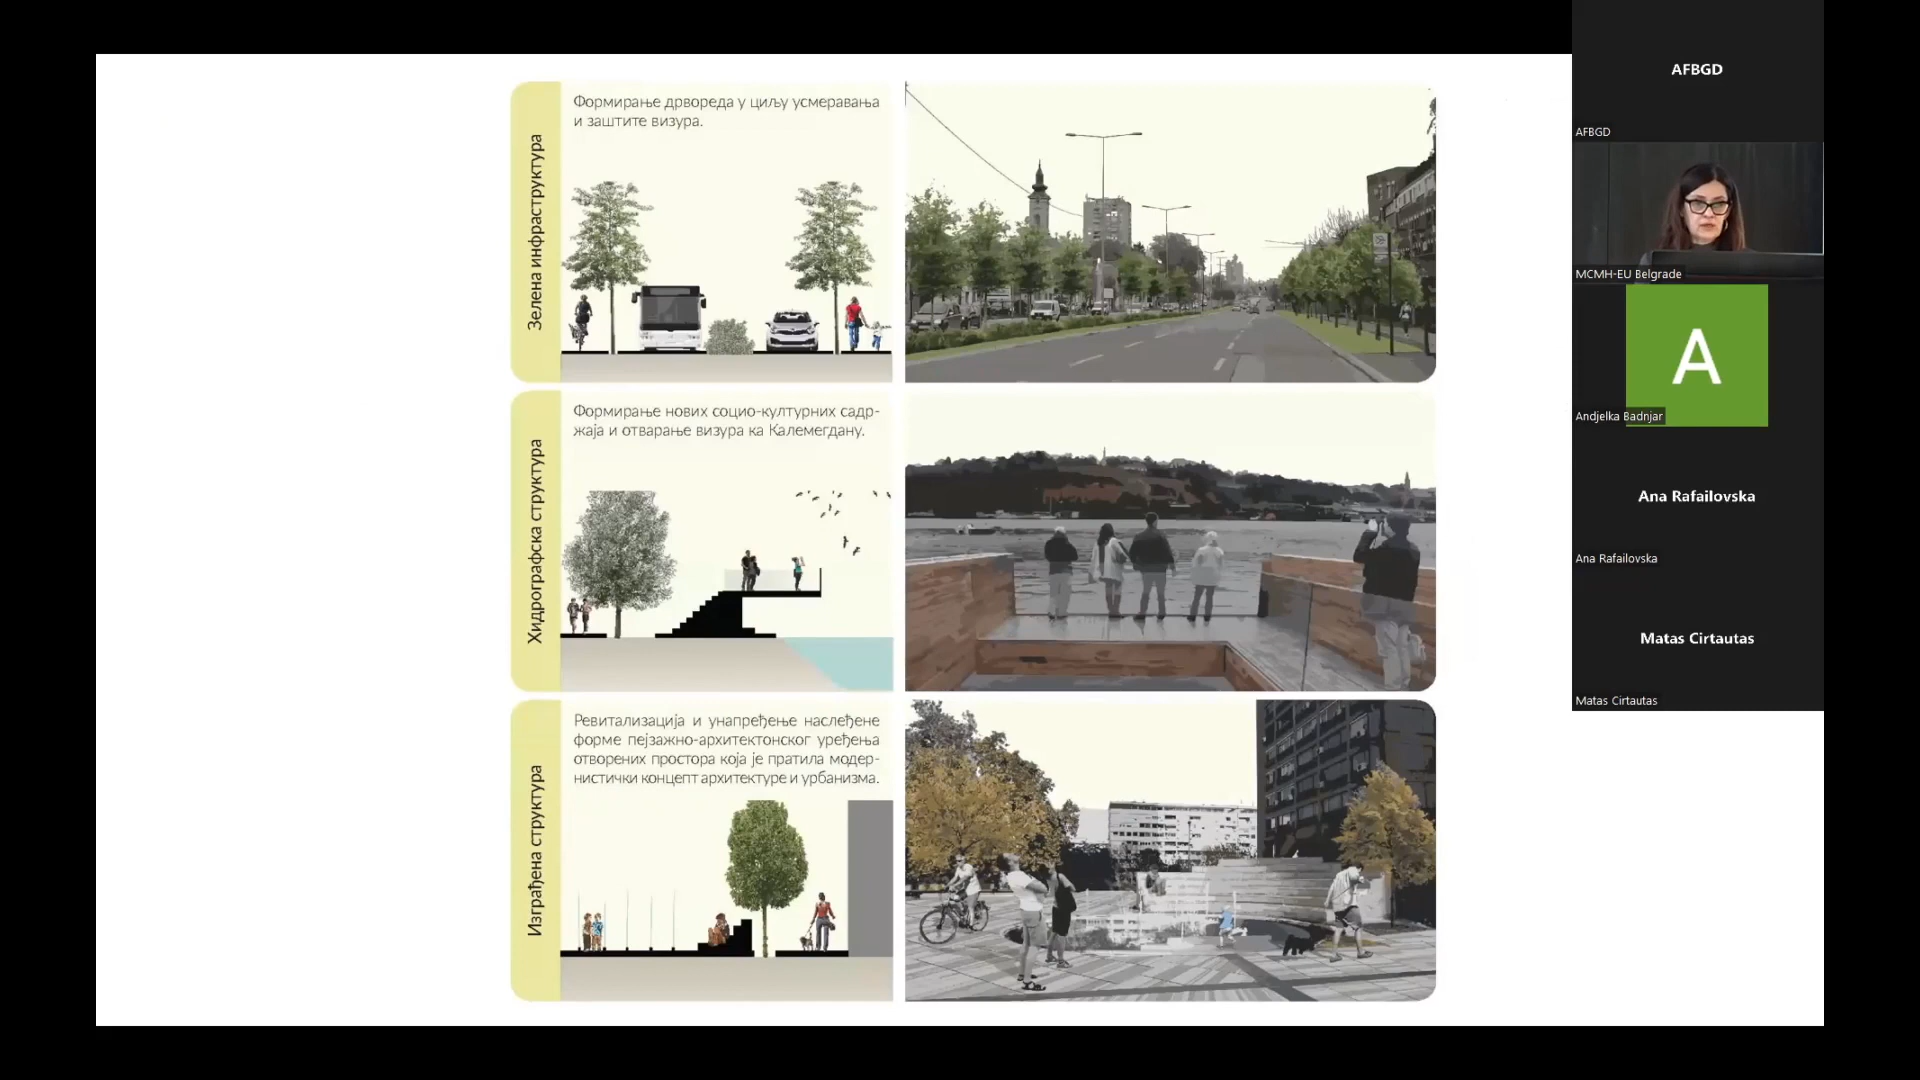 Зелена инфраструктура
Формирање дрвореда у циљу усмеравања
и заштите визура.
Хидрографска структура
Формирање нових социо-културних садр-
жаја и отварање визура ка Калемегдану.
Изграђена структура
Ревитализација и унапређење наслеђене
форме пејзажно-архитектонског уређења
отворених простора која је пратила модер-
нистички концепт архитектуре и урбанизма.
AFBGD
AFBGD
MCMH-EU Belgrade
A
Andjelka Badnjar
Ana Rafailovska
Ana Rafailovska
Matas Cirtautas
Matas Cirtautas